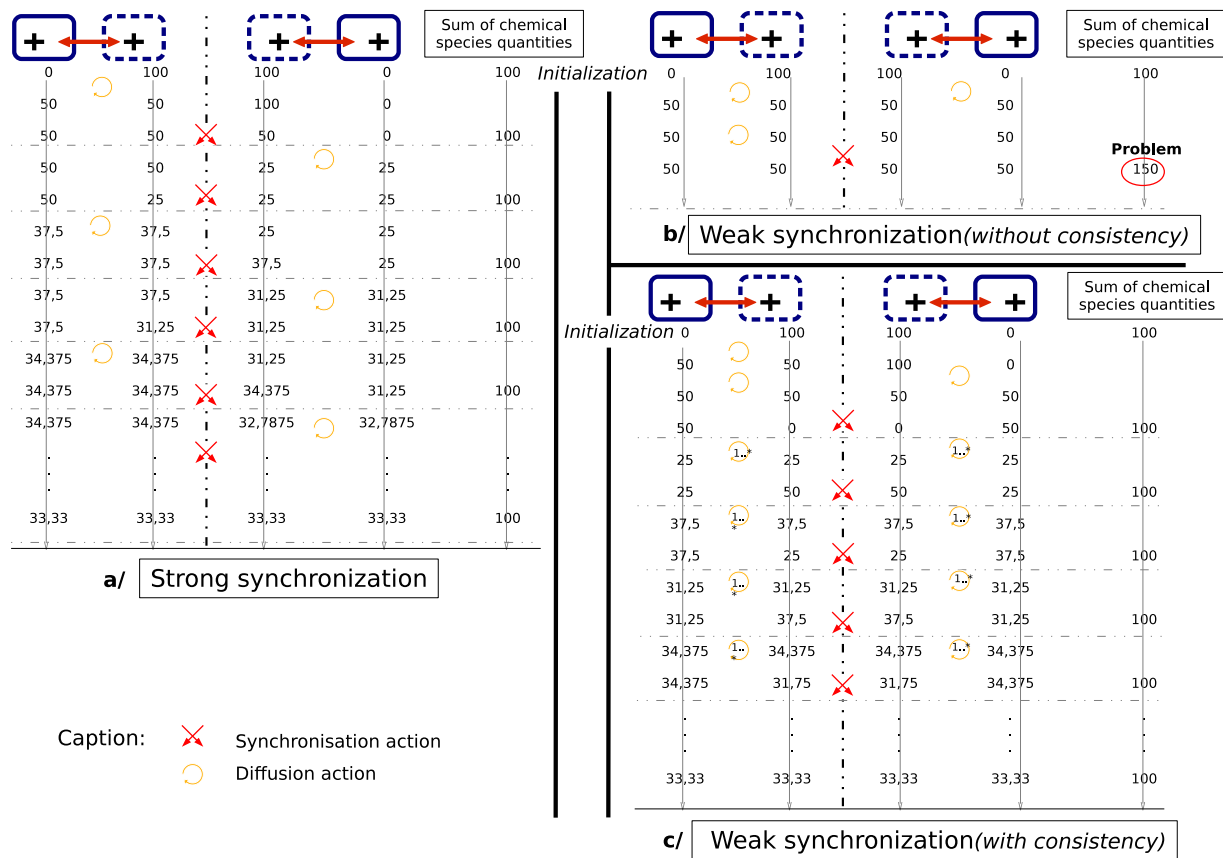 Sum of chemical
species quantities
0 100 100 0 100
50 50 100 0
50 50 50 0 100
50 50 25 25
50 25 25 25 100
37,5 37,5 25 25
37,5 37,5 37,5 25 100
37,5 37,5 31,25 31,25
37,5 31,25 31,25 31,25 100
34,375 34,375 31,25 31,25
34,375 34,375 34,375 31,25 100
34,375 34,375 32,7875 32,7875
33,33 33,33 33,33 33,33 100
a/ Strong synchronization
Caption:
Synchronisation action
Diffusion action
Sum of chemical
species quantities
Initialization
0 100 100 0 100
50 50 50 50
50 50 50 50
Problem
50 50 50 50 150
b/ Weak synchronization(without consistency)
Sum of chemical
species quantities
Initialization
0 100 100 0 100
50 50 100 0
50 50 50 50
50 0 0 50 100
1..* 1..*
25 25 25 25
25 50 50 25 100
1.. * 1..*
37,5 37,5 37,5 37,5
37,5 25 25 37,5 100
1.. * 1..*
31,25 31,25 31,25 31,25
31,25 37,5 37,5 31,25 100
1.. * 1..*
34,375 34,375 34,375 34,375
34,375 31,75 31,75 34,375 100
33,33 33,33 33,33 33,33 100
c/ Weak synchronization(with consistency)